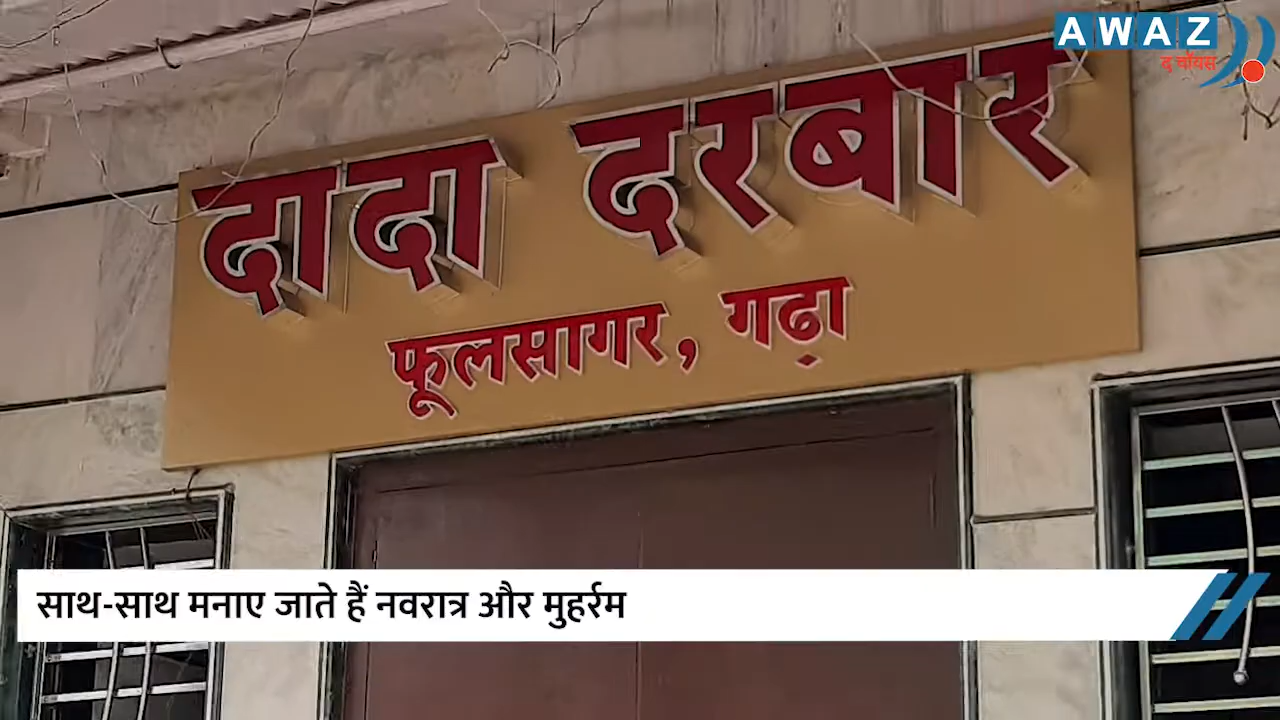 AWAZ
द वॉयस
दादा दरबार
फूलसागर, गढ़ा
साथ-साथ मनाए जाते हैं नवरात्र और मुहर्रम